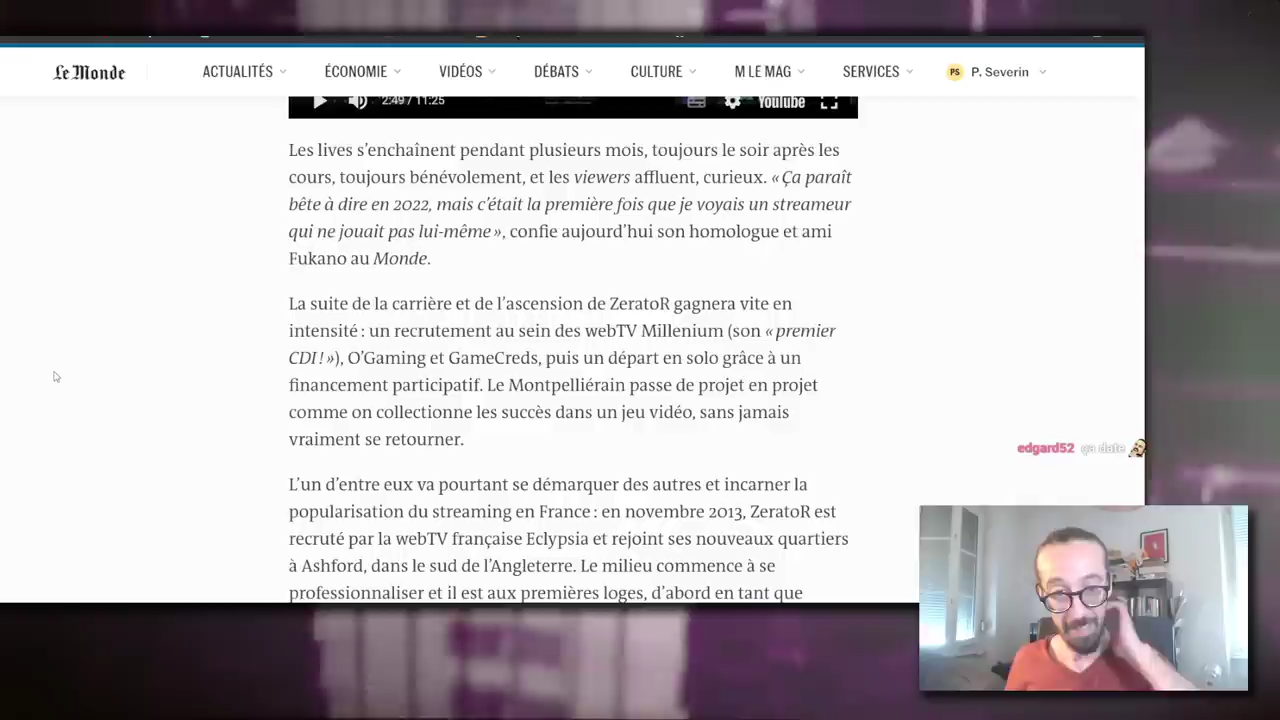 Le Monde
ACTUALITÉS
ÉCONOMIE
VIDÉOS
DÉBATS
CULTURE
M LE MAG
SERVICES
PS
P. Severin
2:49 / 11:25
YouTube
Les lives s’enchaînent pendant plusieurs mois, toujours le soir après les
cours, toujours bénévolement, et les viewers affluent, curieux. « Ça paraît
bête à dire en 2022, mais c’était la première fois que je voyais un streameur
qui ne jouait pas lui-même », confie aujourd’hui son homologue et ami
Fukano au Monde.
La suite de la carrière et de l’ascension de ZeratoR gagnera vite en
intensité : un recrutement au sein des webTV Millenium (son « premier
CDI ! »), O’Gaming et GameCreds, puis un départ en solo grâce à un
financement participatif. Le Montpelliérain passe de projet en projet
comme on collectionne les succès dans un jeu vidéo, sans jamais
vraiment se retourner.
edgard52 ça date
L’un d’entre eux va pourtant se démarquer des autres et incarner la
popularisation du streaming en France : en novembre 2013, ZeratoR est
recruté par la webTV française Eclypsia et rejoint ses nouveaux quartiers
à Ashford, dans le sud de l’Angleterre. Le milieu commence à se
professionnaliser et il est aux premières loges, d’abord en tant que